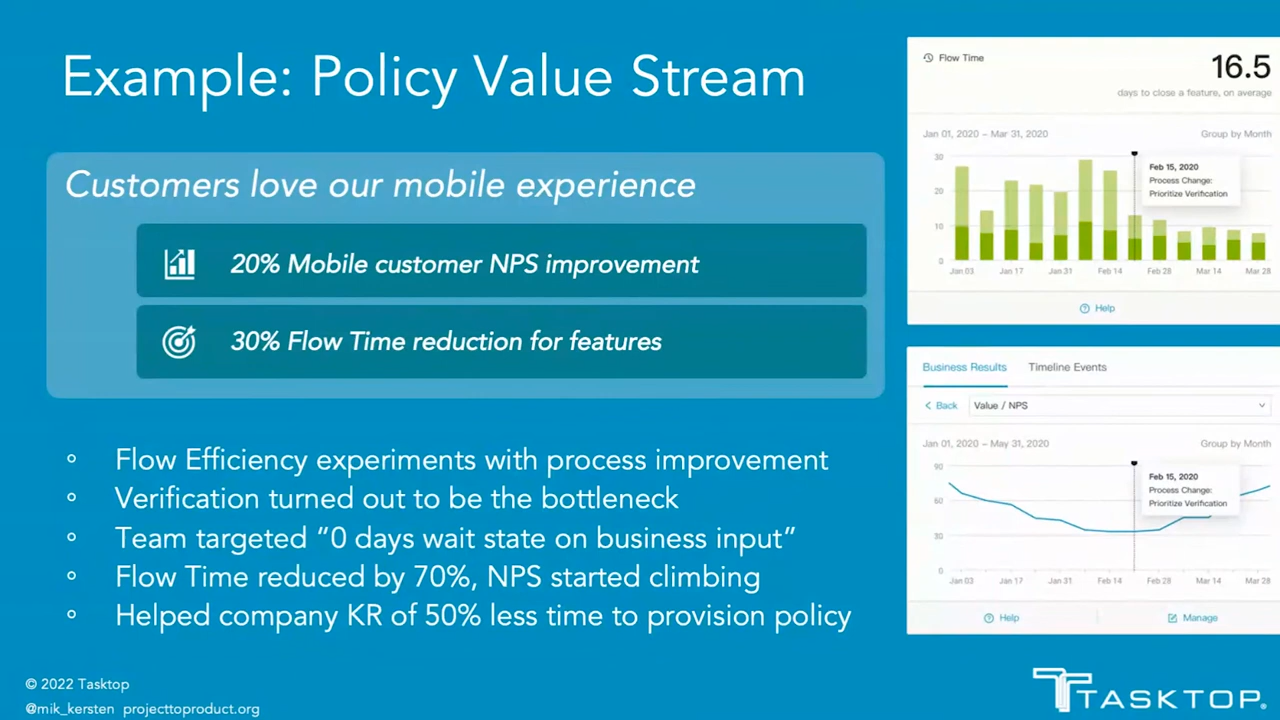 Example: Policy Value Stream
Customers love our mobile experience
20% Mobile customer NPS improvement
30% Flow Time reduction for features
◦ Flow Efficiency experiments with process improvement
◦ Verification turned out to be the bottleneck
◦ Team targeted “0 days wait state on business input”
◦ Flow Time reduced by 70%, NPS started climbing
◦ Helped company KR of 50% less time to provision policy
© 2022 Tasktop
@mik_kersten projecttoproduct.org
Flow Time
16.5
days to close a feature, on average
Jan 01, 2020 – Mar 31, 2020 Group by Month
30
20
10
0
Feb 15, 2020
Process Change:
Prioritize Verification
Jan 03 Jan 17 Jan 31 Feb 14 Feb 28 Mar 14 Mar 28
Help
Business Results Timeline Events
Back Value / NPS
Jan 01, 2020 – May 31, 2020 Group by Month
90
60
30
0
Feb 15, 2020
Process Change:
Prioritize Verification
Jan 03 Jan 17 Jan 31 Feb 14 Feb 28 Mar 14 Mar 28
Help Manage
TASKTOP®